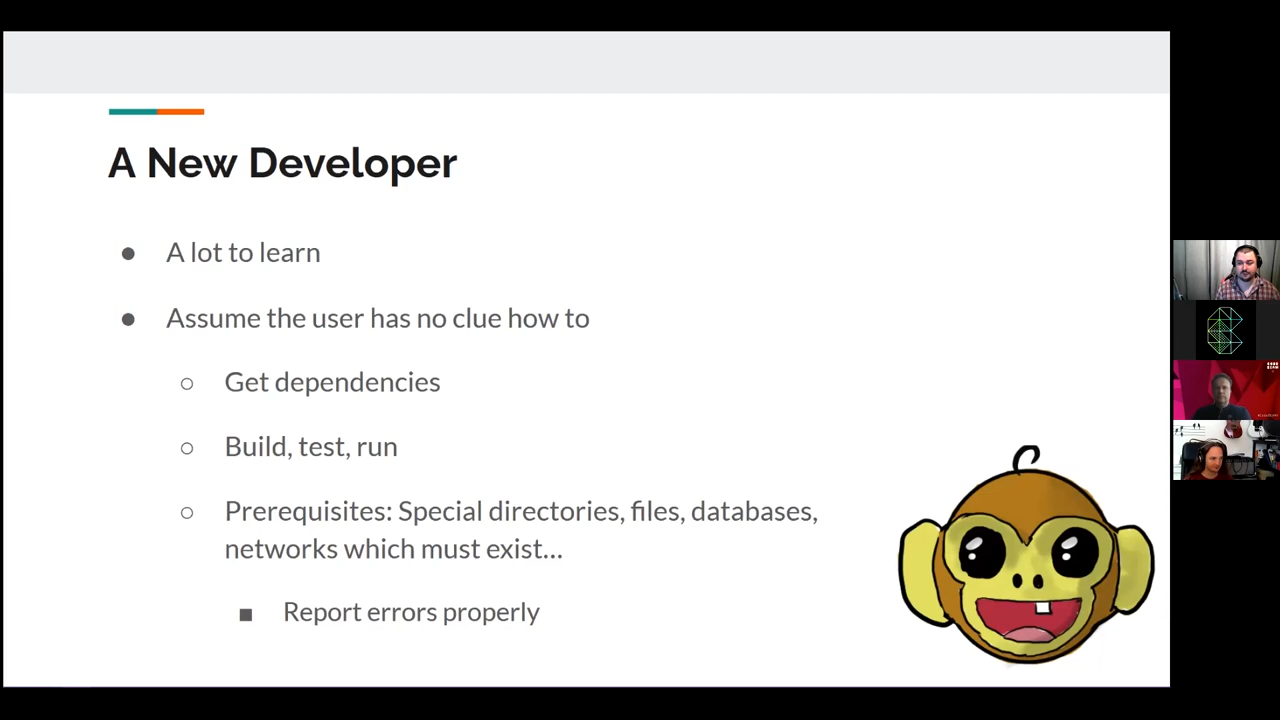 A New Developer
● A lot to learn
● Assume the user has no clue how to
○ Get dependencies
○ Build, test, run
○ Prerequisites: Special directories, files, databases,
networks which must exist...
■ Report errors properly